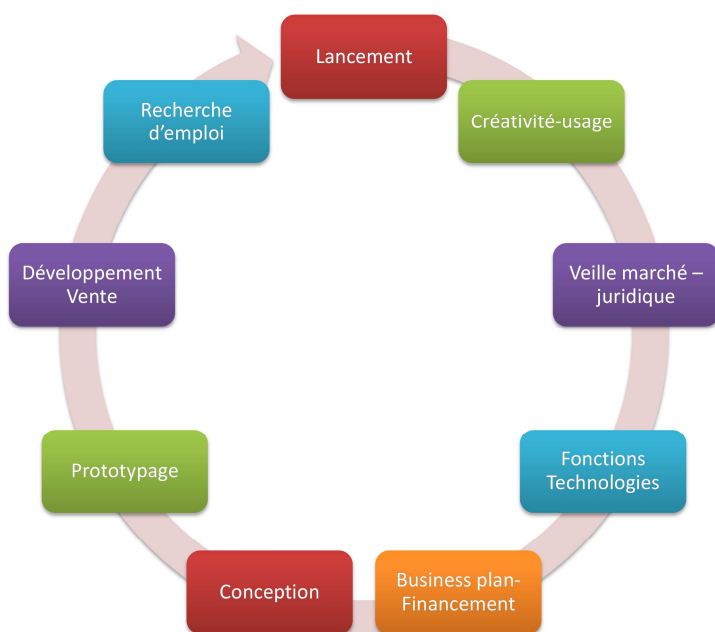 Lancement
Créativité-usage
Veille marché –
juridique
Fonctions
Technologies
Business plan-
Financement
Conception
Prototypage
Développement
Vente
Recherche
d’emploi